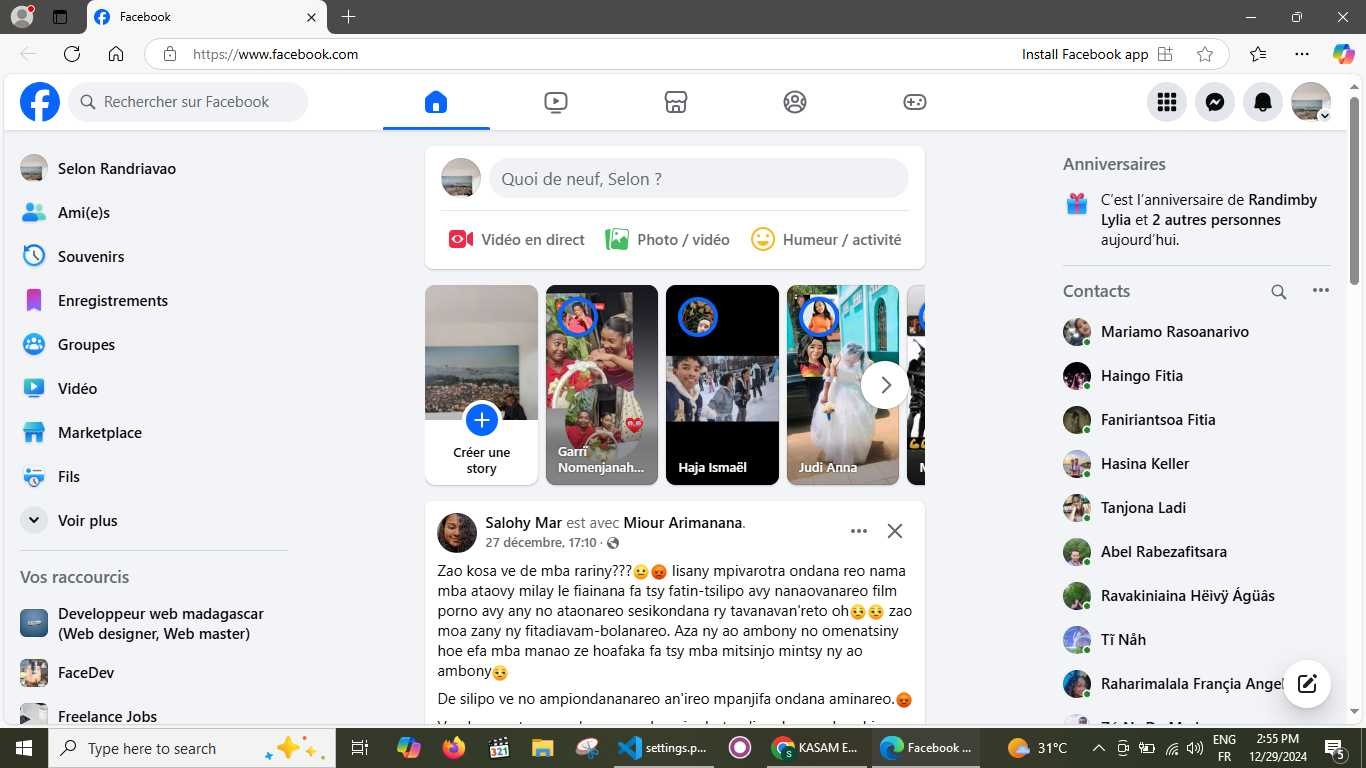 Facebook
https://www.facebook.com
Install Facebook app
Rechercher sur Facebook
Selon Randriavao
Ami(e)s
Souvenirs
Enregistrements
Groupes
Vidéo
Marketplace
Fils
Voir plus
Vos raccourcis
Developpeur web madagascar
(Web designer, Web master)
FaceDev
Freelance Jobs
Quoi de neuf, Selon ?
Vidéo en direct
Photo / vidéo
Humeur / activité
Créer une
story
Garrï
Nomenjanah...
Haja Ismaël
Judi Anna
Salohy Mar est avec Miour Arimanana.
27 décembre, 17:10 ·
Zao kosa ve de mba rariny???😐😡 lisany mpivarotra ondana reo nama
mba ataovy milay le fiainana fa tsy fatin-tsilipo avy nanaovanareo film
porno avy any no ataonareo sesikondana ry tavanavan'reto oh😒😒 zao
moa zany ny fitadiavam-bolanareo. Aza ny ao ambony no omenatsiny
hoe efa mba manao ze hoafaka fa tsy mba mitsinjo mintsy ny ao
ambony😒
De silipo ve no ampiondananareo an'ireo mpanjifa ondana aminareo.😡
Anniversaires
C'est l'anniversaire de Randimby
Lylia et 2 autres personnes
aujourd'hui.
Contacts
Mariamo Rasoanarivo
Haingo Fitia
Faniriantsoa Fitia
Hasina Keller
Tanjona Ladi
Abel Rabezafitsara
Ravakiniaina Hëivÿ Ágüâs
Tĩ Nåh
Raharimalala Françia Angel
Type here to search
321
settings.p...
KASAM E...
Facebook ...
31°C
ENG
FR
2:55 PM
12/29/2024
5